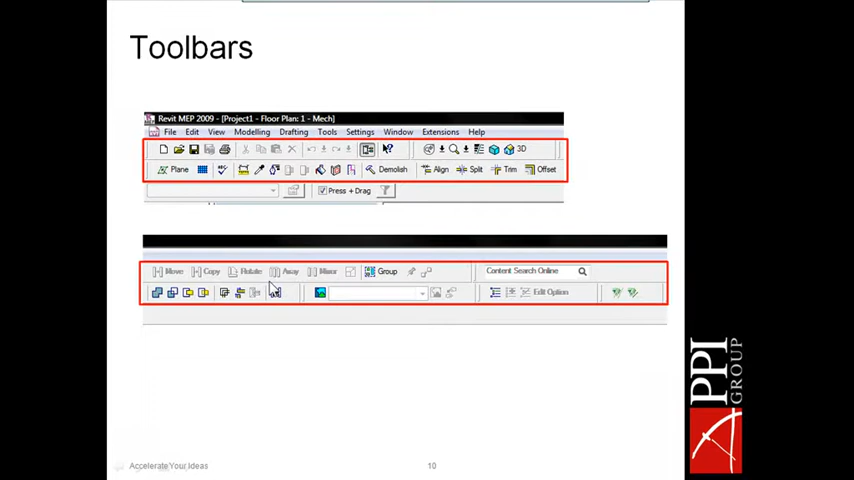 Toolbars
Revit MEP 2009 - [Project1 - Floor Plan: 1 - Mech]
File Edit View Modelling Drafting Tools Settings Window Extensions Help
3D
Plane Demolish Align Split Trim Offset
Press + Drag
Move Copy Rotate Array Mirror Group Content Search Online
Edit Option
PPI
GROUP
Accelerate Your Ideas
10